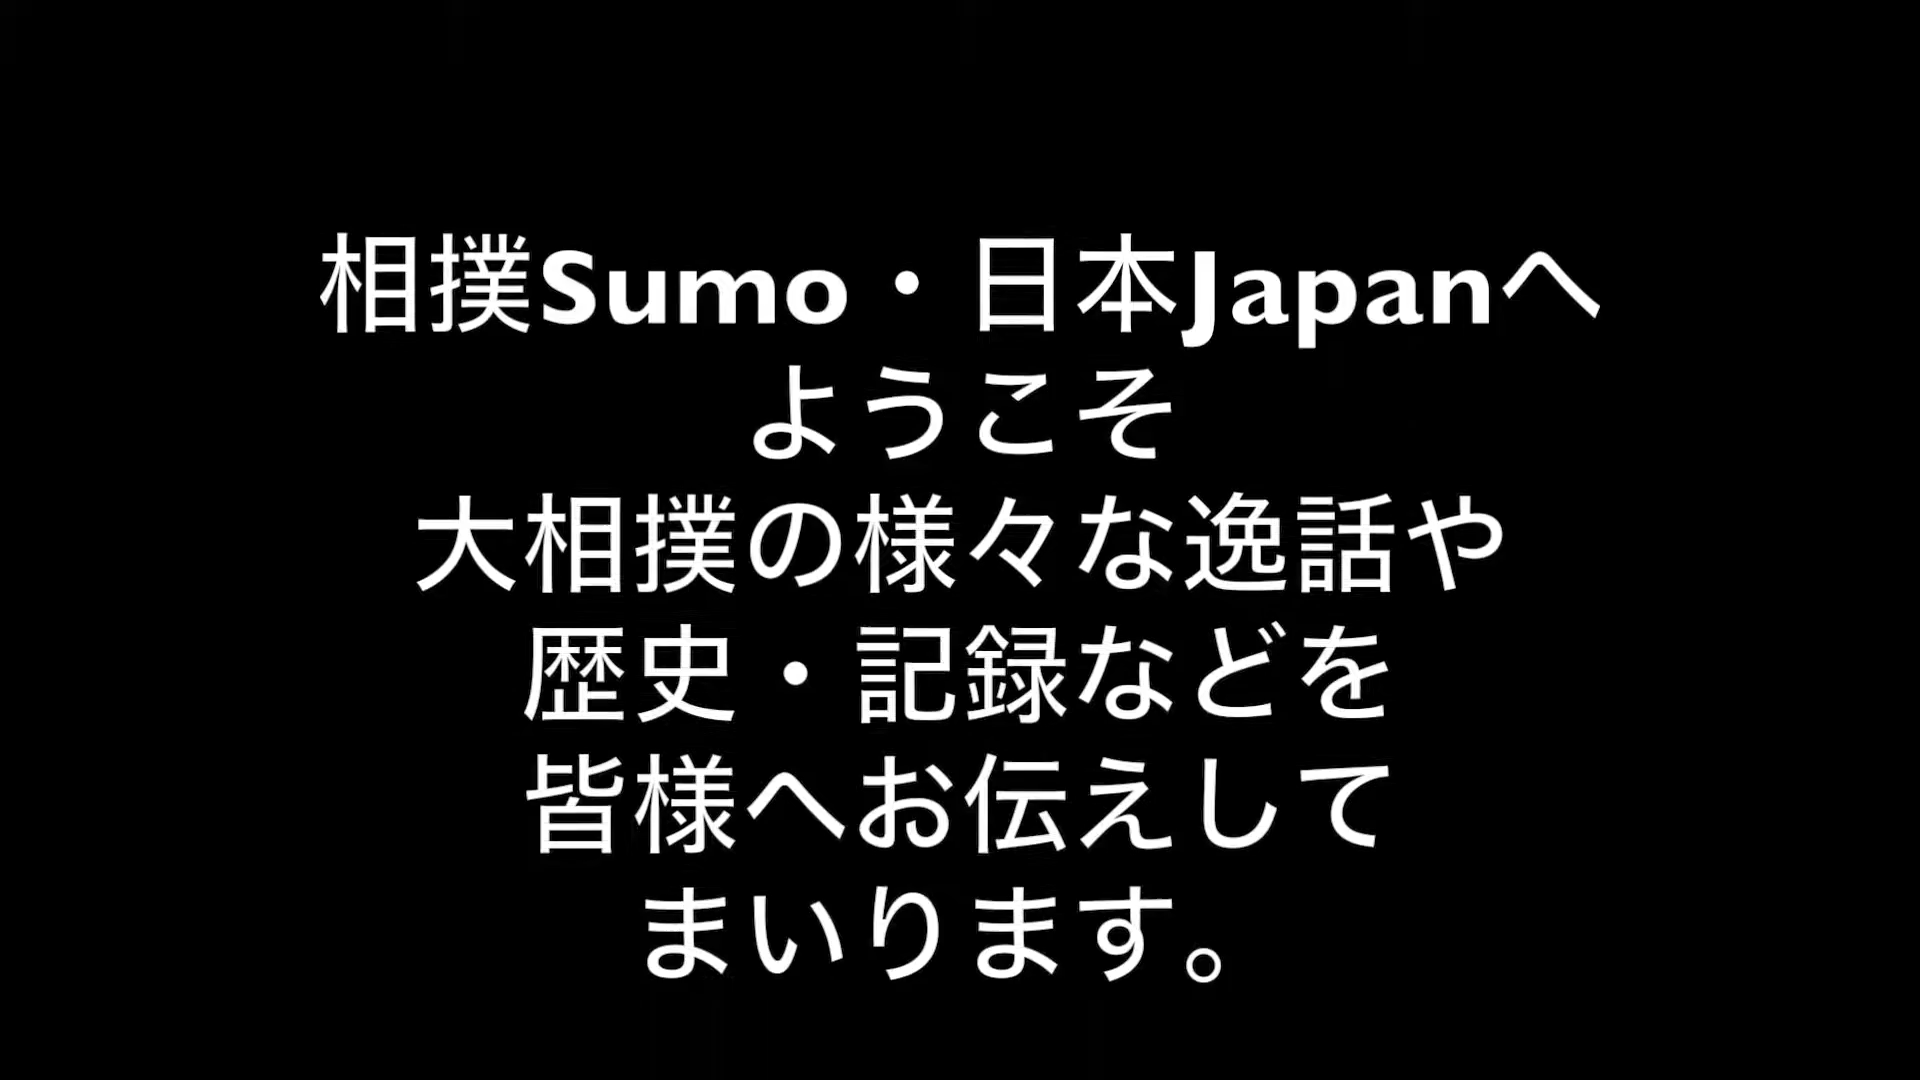 相撲Sumo・日本Japanへ
ようこそ
大相撲の様々な逸話や
歴史・記録などを
皆様へお伝えして
まいります。